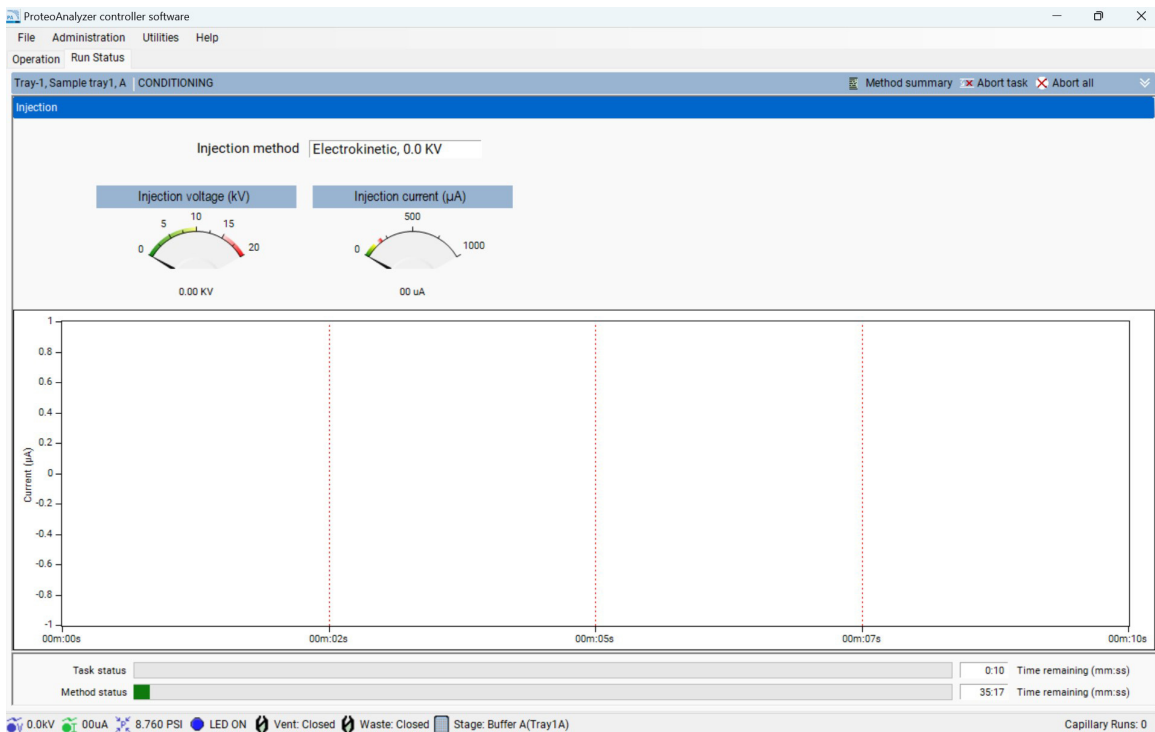 ProteoAnalyzer controller software
File Administration Utilities Help
Operation Run Status
Tray-1, Sample tray1, A CONDITIONING Method summary Abort task Abort all
Injection
Injection method Electrokinetic, 0.0 KV
Injection voltage (kV) Injection current (µA)
0 5 10 15 20 0 500 1000
0.00 KV 00 uA
1
0.8
0.6
0.4
0.2
0
-0.2
-0.4
-0.6
-0.8
-1
Current (µA)
00m:00s 00m:02s 00m:05s 00m:07s 00m:10s
Task status 0:10 Time remaining (mm:ss)
Method status 35:17 Time remaining (mm:ss)
0.0kV 00uA 8.760 PSI LED ON Vent: Closed Waste: Closed Stage: Buffer A(Tray1A) Capillary Runs: 0